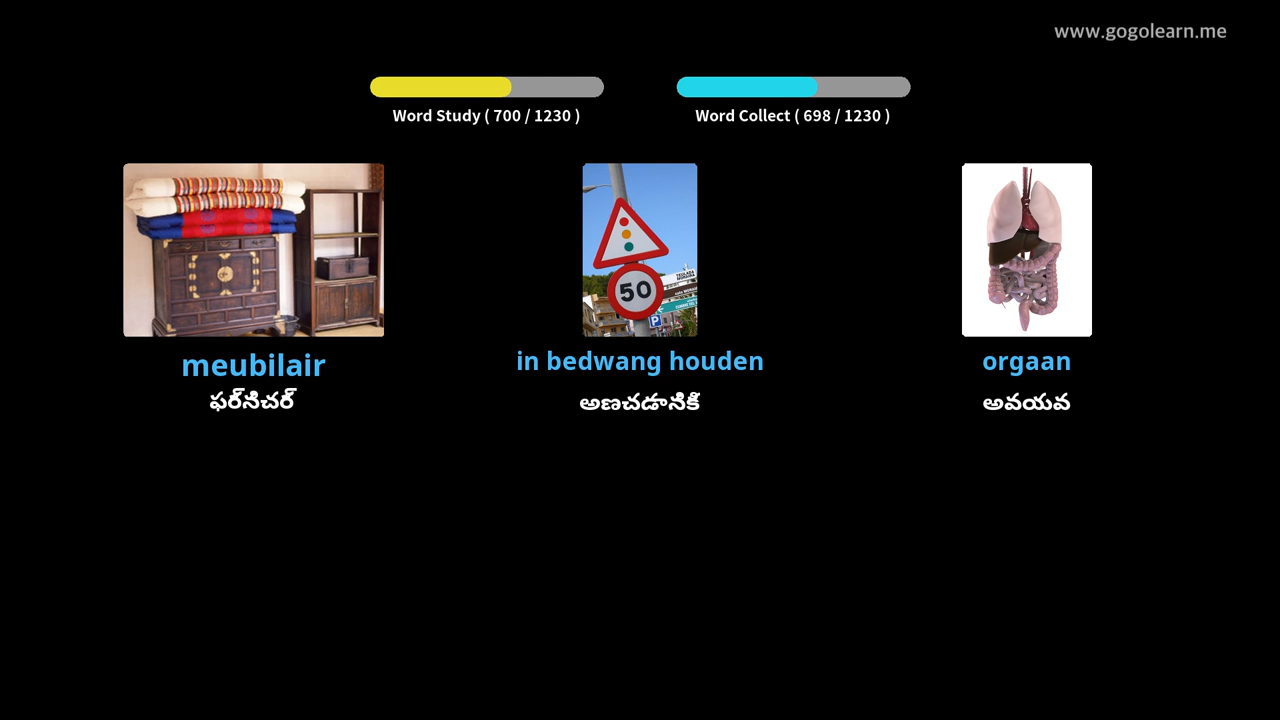 www.gogolearn.me
Word Study ( 700 / 1230 )
Word Collect ( 698 / 1230 )
50
P
meubilair
in bedwang houden
orgaan
ఫర్నిచర్
అణచడానికి
అవయవ